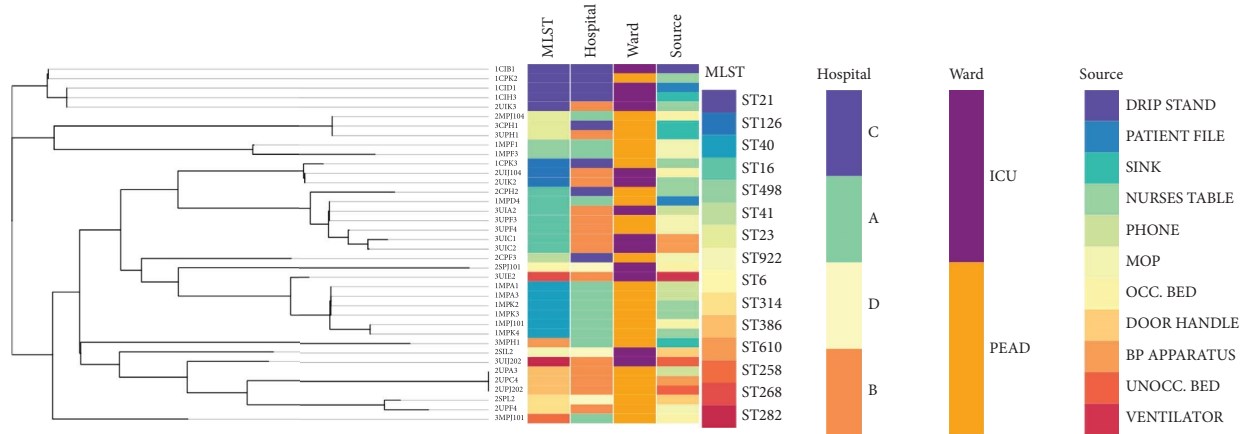 MLST
Hospital
Ward
Source
1CIB1
1CPK2
1CID1
1CIH3
2UIK3
2MPJ104
3CPH1
3UPH1
1MPF1
1MPF3
1CPK3
2UIJ104
2UIK2
2CPH2
1MPD4
3UIA2
3UPF3
3UPF4
3UIC1
3UIC2
2CPF3
2SPJ101
3UIE2
1MPA1
1MPA3
1MPK2
1MPK3
1MPJ101
1MPK4
3MPH1
2SIL2
3UIJ202
2UPA3
2UPC4
2UPJ202
2SPL2
2UPF4
3MPJ101
MLST
ST21
ST126
ST40
ST16
ST498
ST41
ST23
ST922
ST6
ST314
ST386
ST610
ST258
ST268
ST282
Hospital
C
A
D
B
Ward
ICU
PEAD
Source
DRIP STAND
PATIENT FILE
SINK
NURSES TABLE
PHONE
MOP
OCC. BED
DOOR HANDLE
BP APPARATUS
UNOCC. BED
VENTILATOR